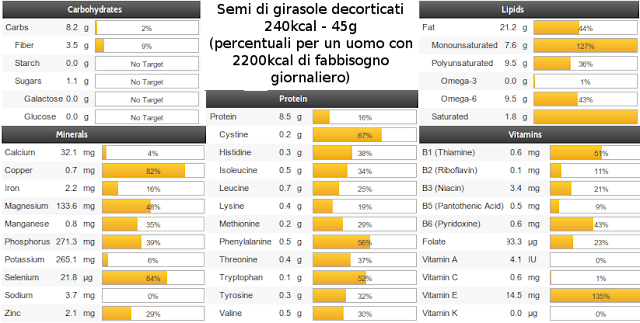 Carbohydrates
Carbs 8.2 g 2%
Fiber 3.5 g 9%
Starch 0.0 g No Target
Sugars 1.1 g No Target
Galactose 0.0 g No Target
Glucose 0.0 g No Target
Semi di girasole decorticati
240kcal - 45g
(percentuali per un uomo con
2200kcal di fabbisogno
giornaliero)
Lipids
Fat 21.2 g 44%
Monounsaturated 7.6 g 127%
Polyunsaturated 9.5 g 36%
Omega-3 0.0 g 1%
Omega-6 9.5 g 43%
Saturated 1.8 g
Minerals
Calcium 32.1 mg 4%
Copper 0.7 mg 82%
Iron 2.2 mg 16%
Magnesium 133.6 mg 48%
Manganese 0.8 mg 35%
Phosphorus 271.3 mg 39%
Potassium 265.1 mg 6%
Selenium 21.8 µg 64%
Sodium 3.7 mg 0%
Zinc 2.1 mg 29%
Protein
Protein 8.5 g 16%
Cystine 0.2 g 67%
Histidine 0.3 g 38%
Isoleucine 0.5 g 34%
Leucine 0.7 g 25%
Lysine 0.4 g 19%
Methionine 0.2 g 29%
Phenylalanine 0.5 g 56%
Threonine 0.4 g 37%
Tryptophan 0.1 g 52%
Tyrosine 0.3 g 32%
Valine 0.5 g 30%
Vitamins
B1 (Thiamine) 0.6 mg 51%
B2 (Riboflavin) 0.1 mg 11%
B3 (Niacin) 3.4 mg 21%
B5 (Pantothenic Acid) 0.5 mg 9%
B6 (Pyridoxine) 0.6 mg 43%
Folate 93.3 µg 23%
Vitamin A 4.1 IU 0%
Vitamin C 0.6 mg 1%
Vitamin E 14.5 mg 135%
Vitamin K 0.0 µg 0%